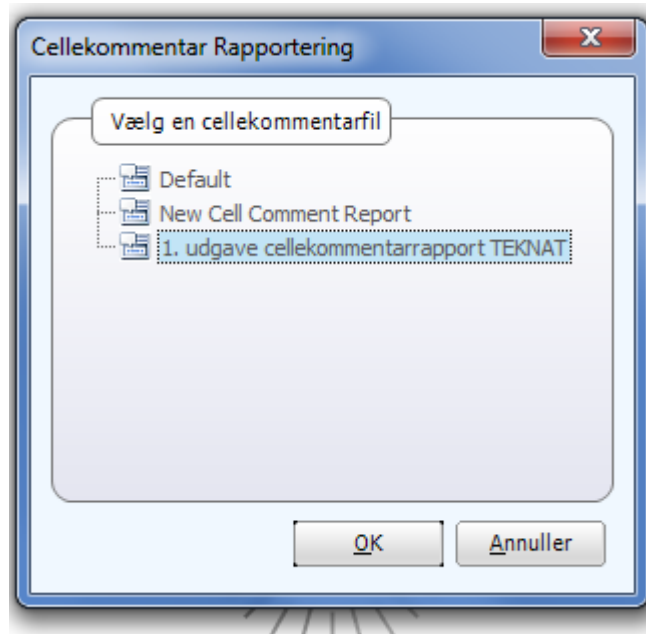 Cellekommentar Rapportering
Vælg en cellekommentarfil
Default
New Cell Comment Report
1. udgave cellekommentarrapport TEKNAT
OK
Annuller